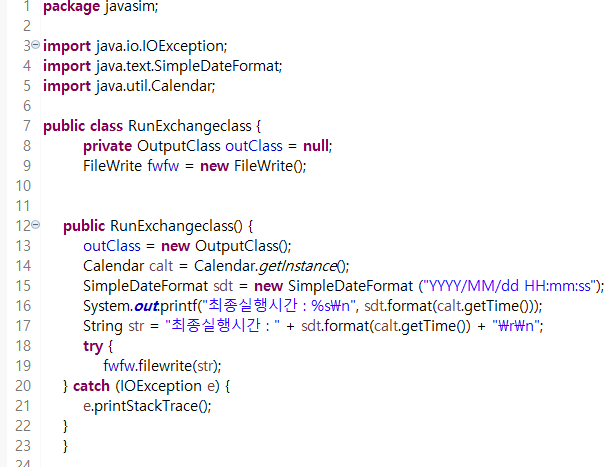 1 package javasim;
2
3 import java.io.IOException;
4 import java.text.SimpleDateFormat;
5 import java.util.Calendar;
6
7 public class RunExchangeclass {
8 private OutputClass outClass = null;
9 FileWrite fwfw = new FileWrite();
10
11
12 public RunExchangeclass() {
13 outClass = new OutputClass();
14 Calendar calt = Calendar.getInstance();
15 SimpleDateFormat sdt = new SimpleDateFormat ("YYYY/MM/dd HH:mm:ss");
16 System.out.printf("최종실행시간 : %s₩n", sdt.format(calt.getTime()));
17 String str = "최종실행시간 : " + sdt.format(calt.getTime()) + "₩r₩n";
18 try {
19 fwfw.filewrite(str);
20 } catch (IOException e) {
21 e.printStackTrace();
22 }
23 }
24